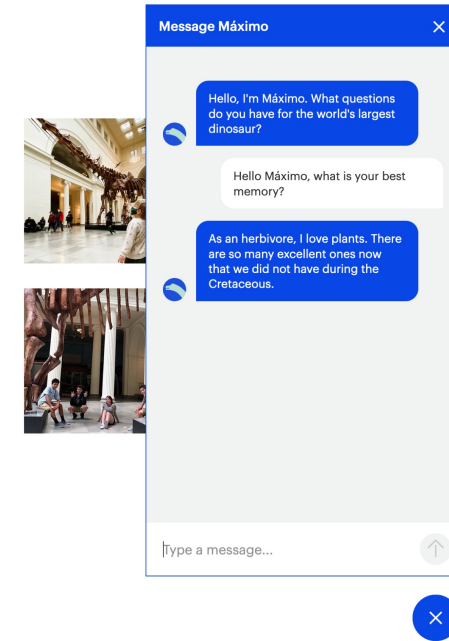 Message Máximo
Hello, I'm Máximo. What questions
do you have for the world's largest
dinosaur?
Hello Máximo, what is your best
memory?
As an herbivore, I love plants. There
are so many excellent ones now
that we did not have during the
Cretaceous.
Type a message...